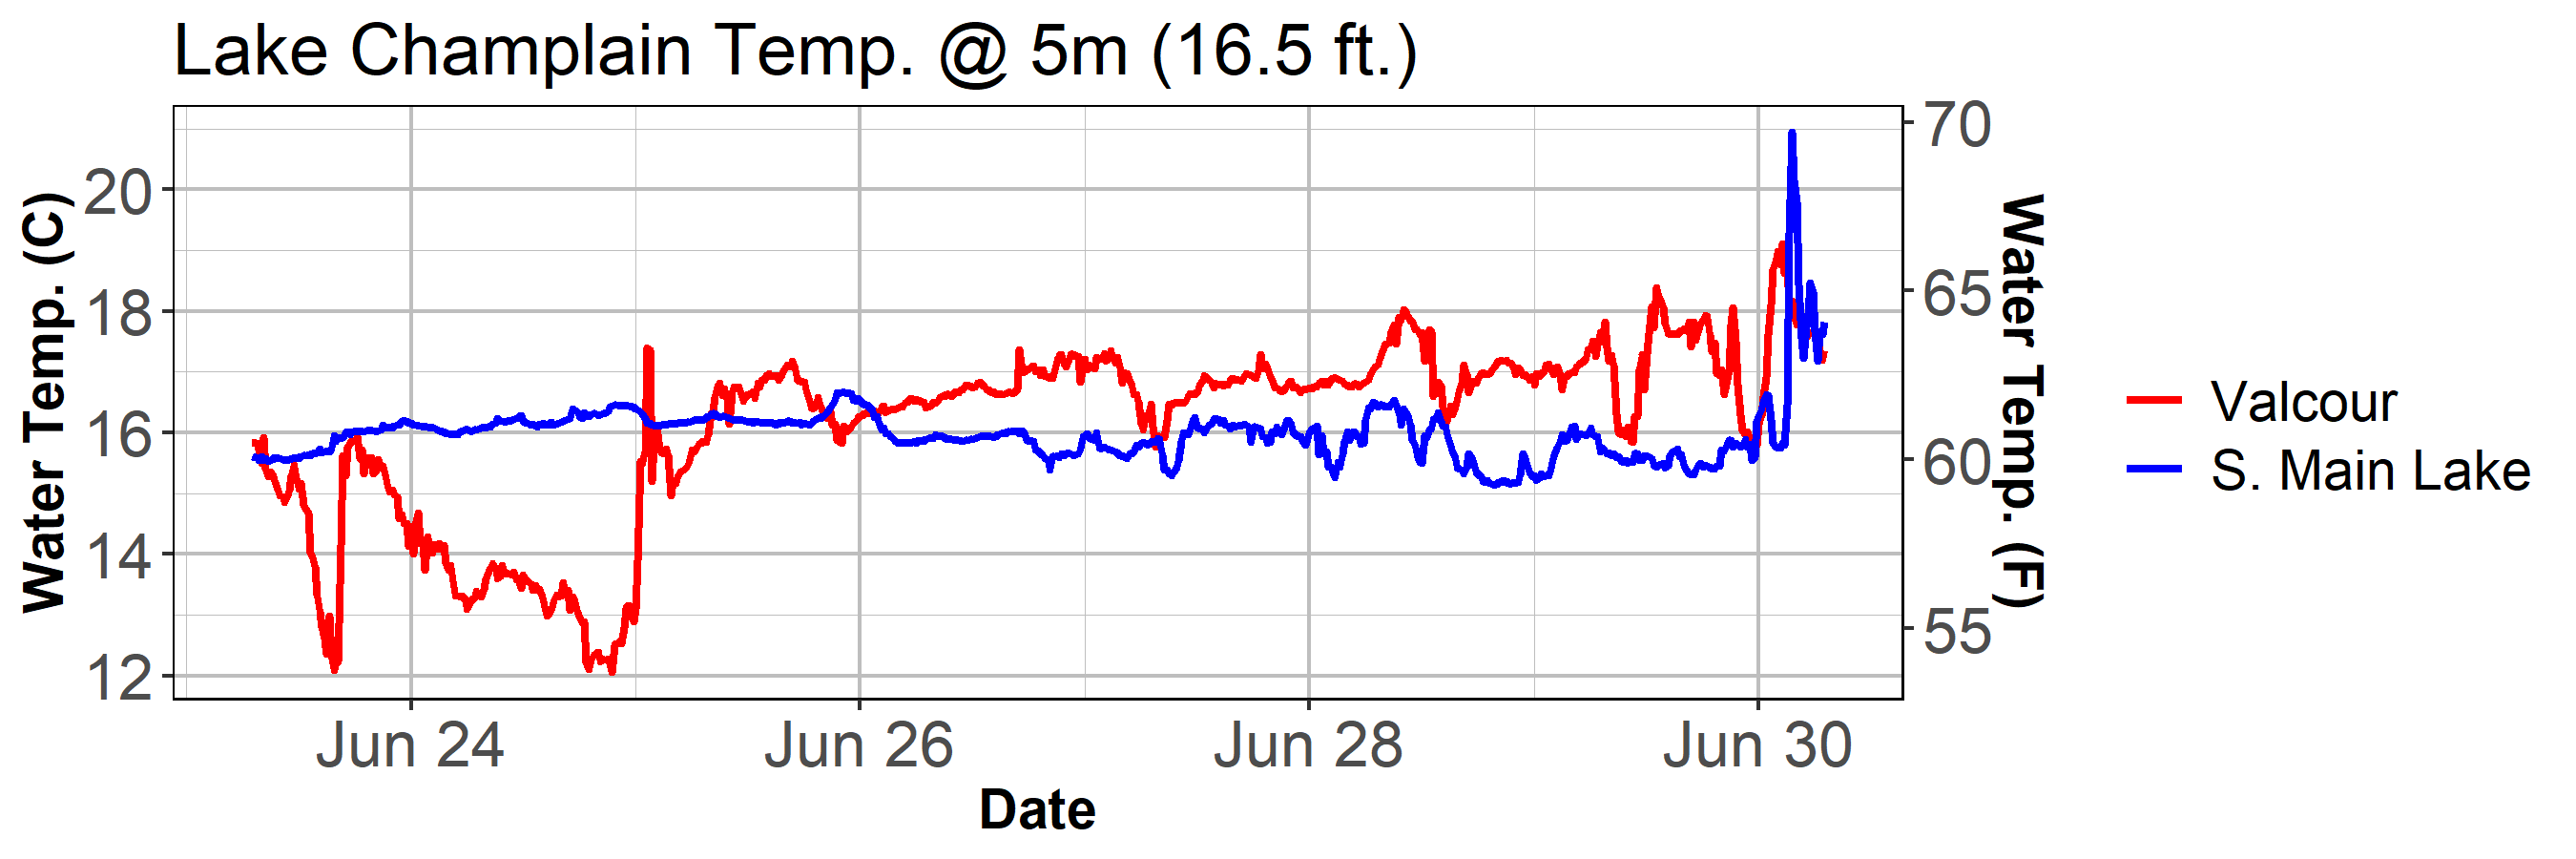 Lake Champlain Temp. @ 5m (16.5 ft.)
Water Temp. (C)
20
18
16
14
12
70
65
60
55
Water Temp. (F)
Jun 24
Jun 26
Jun 28
Jun 30
Date
Valcour
S. Main Lake